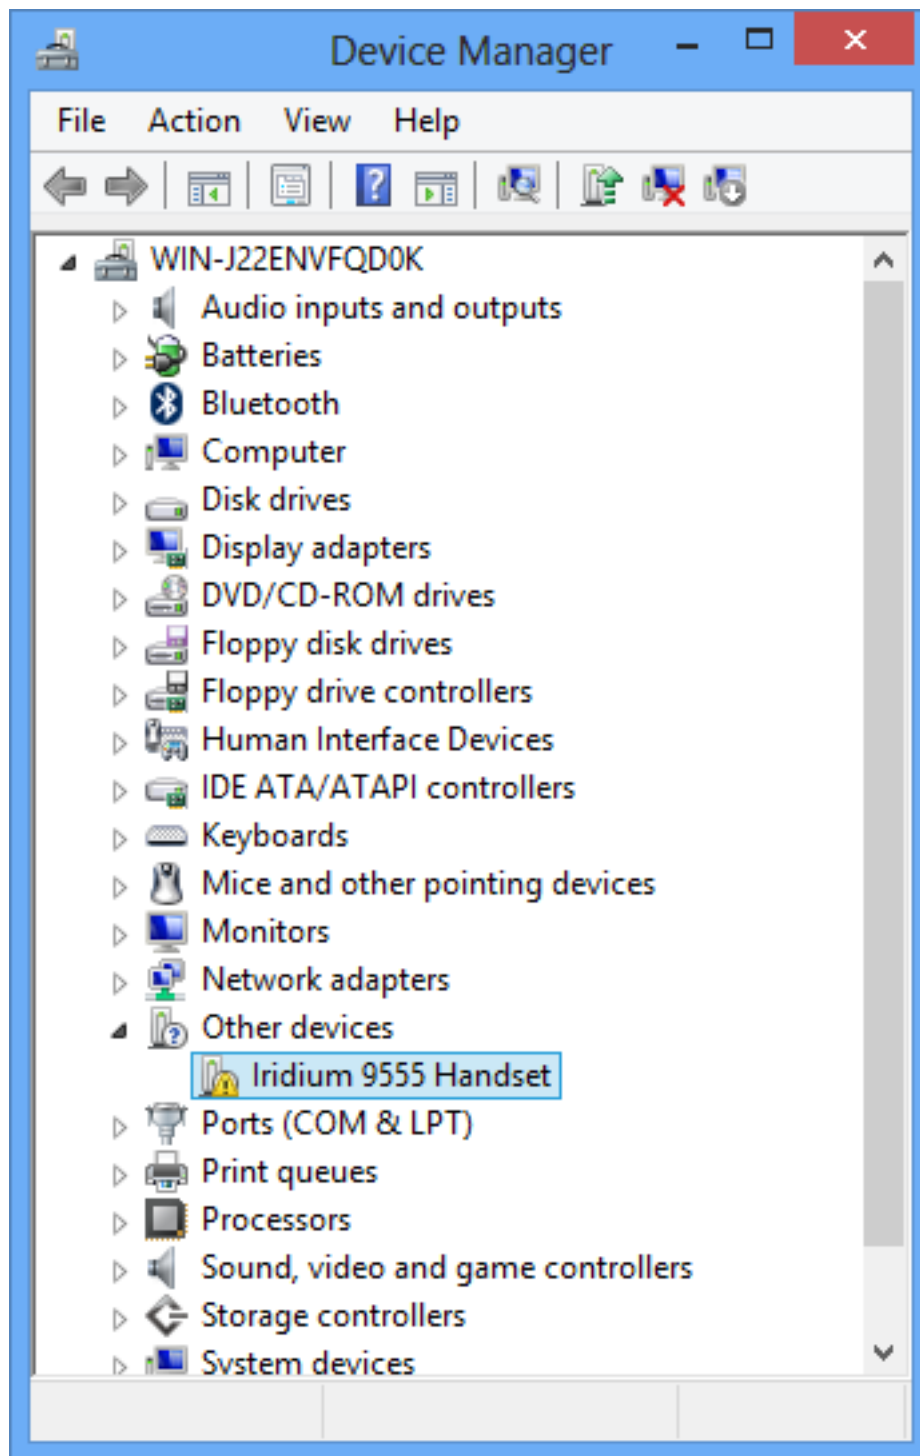 Device Manager
File Action View Help
WIN-J22ENVFQD0K
Audio inputs and outputs
Batteries
Bluetooth
Computer
Disk drives
Display adapters
DVD/CD-ROM drives
Floppy disk drives
Floppy drive controllers
Human Interface Devices
IDE ATA/ATAPI controllers
Keyboards
Mice and other pointing devices
Monitors
Network adapters
Other devices
Iridium 9555 Handset
Ports (COM & LPT)
Print queues
Processors
Sound, video and game controllers
Storage controllers
System devices